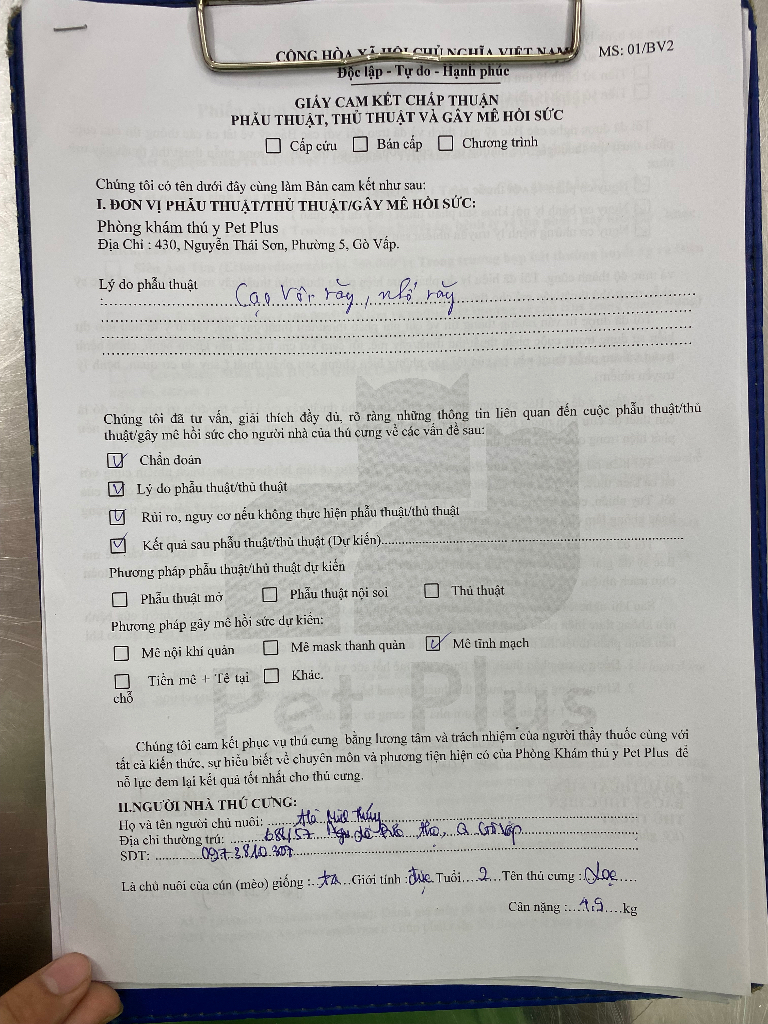 CỘNG HÒA XÃ HỘI CHỦ NGHĨA VIỆT NAM
MS: 01/BV2
Độc lập - Tự do - Hạnh phúc
GIẤY CAM KẾT CHẤP THUẬN
PHẪU THUẬT, THỦ THUẬT VÀ GÂY MÊ HỒI SỨC
Cấp cứu Bán cấp Chương trình
Chúng tôi có tên dưới đây cùng làm Bản cam kết như sau:
I. ĐƠN VỊ PHẪU THUẬT/THỦ THUẬT/GÂY MÊ HỒI SỨC:
Phòng khám thú y Pet Plus
Địa Chỉ : 430, Nguyễn Thái Sơn, Phường 5, Gò Vấp.
Lý do phẫu thuật
: Cạo vôi răng, nhổ răng
Chúng tôi đã tư vấn, giải thích đầy đủ, rõ ràng những thông tin liên quan đến cuộc phẫu thuật/thủ
thuật/gây mê hồi sức cho người nhà của thú cưng về các vấn đề sau:
Chẩn đoán
Lý do phẫu thuật/thủ thuật
Rủi ro, nguy cơ nếu không thực hiện phẫu thuật/thủ thuật
Kết quả sau phẫu thuật/thủ thuật (Dự kiến)
Phương pháp phẫu thuật/thủ thuật dự kiến
Phẫu thuật mở Phẫu thuật nội soi Thủ thuật
Phương pháp gây mê hồi sức dự kiến:
Mê nội khí quản Mê mask thanh quản Mê tĩnh mạch
Tiền mê + Tê tại Khác.
chỗ
Pet Plus
Chúng tôi cam kết phục vụ thú cưng bằng lương tâm và trách nhiệm của người thầy thuốc cùng với
tất cả kiến thức, sự hiểu biết về chuyên môn và phương tiện hiện có của Phòng Khám thú y Pet Plus để
nỗ lực đem lại kết quả tốt nhất cho thú cưng.
II.NGƯỜI NHÀ THÚ CƯNG:
Họ và tên người chủ nuôi: Hà
Địa chỉ thường trú: 688/57 Q Gò Vấp
SĐT: 097.3810.307
Là chủ nuôi của cún (mèo) giống : ta Giới tính : đực Tuổi 2 Tên thú cưng :
Cân nặng : 4.9 kg